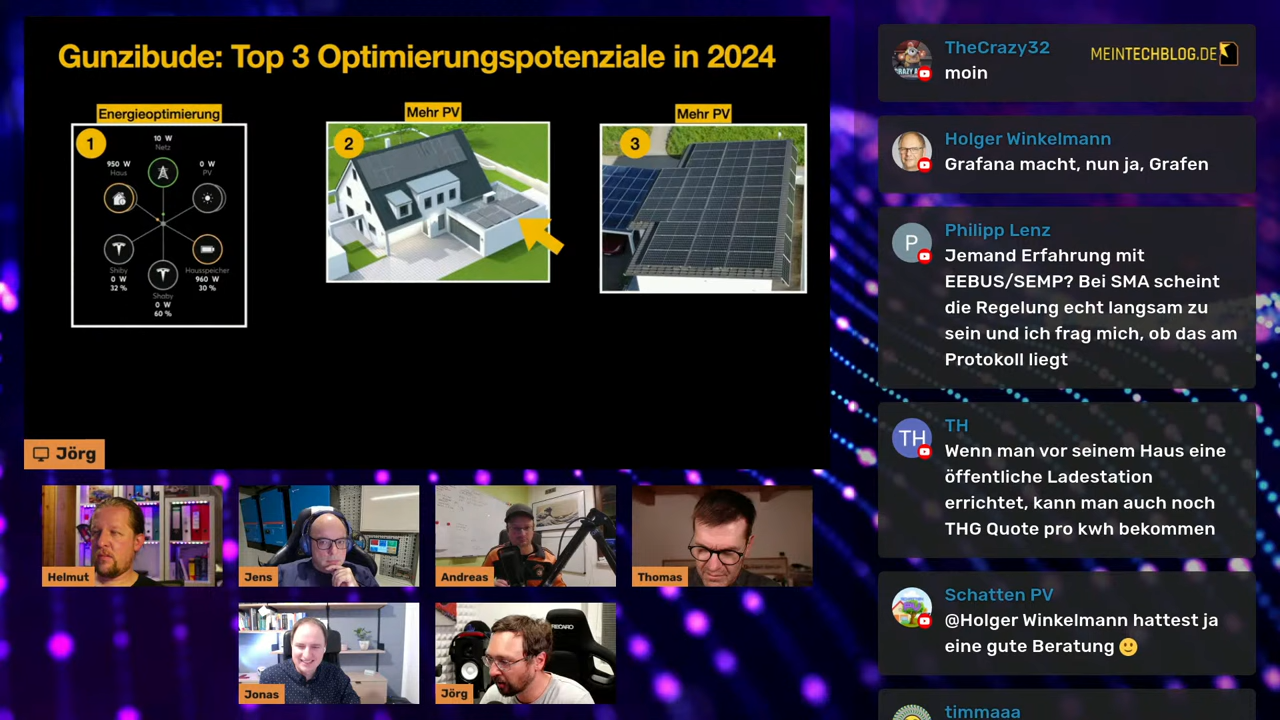 Gunzibude: Top 3 Optimierungspotenziale in 2024
Energieoptimierung
1
10 W
Netz
950 W
Haus
0 W
PV
Shiby
0 W
32 %
Hausspeicher
960 W
30 %
Shaby
0 W
60 %
Mehr PV
2
Mehr PV
3
Jörg
Helmut
Jens
Andreas
Thomas
Jonas
Jörg
RECARO
MEINTECHBLOG.DE
TheCrazy32
moin
Holger Winkelmann
Grafana macht, nun ja, Grafen
P
Philipp Lenz
Jemand Erfahrung mit
EEBUS/SEMP? Bei SMA scheint
die Regelung echt langsam zu
sein und ich frag mich, ob das am
Protokoll liegt
TH
TH
Wenn man vor seinem Haus eine
öffentliche Ladestation
errichtet, kann man auch noch
THG Quote pro kwh bekommen
Schatten PV
@Holger Winkelmann hattest ja
eine gute Beratung 🙂
timmaaa